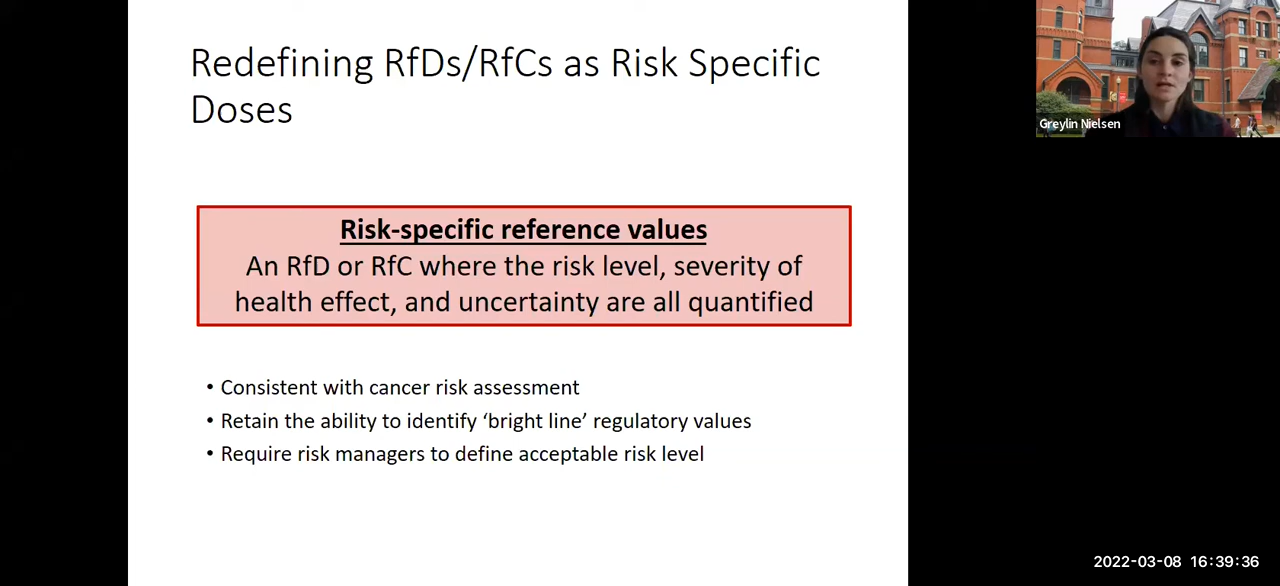 Redefining RfDs/RfCs as Risk Specific
Doses
Risk-specific reference values
An RfD or RfC where the risk level, severity of
health effect, and uncertainty are all quantified
• Consistent with cancer risk assessment
• Retain the ability to identify ‘bright line’ regulatory values
• Require risk managers to define acceptable risk level
Greylin Nielsen
2022-03-08 16:39:36